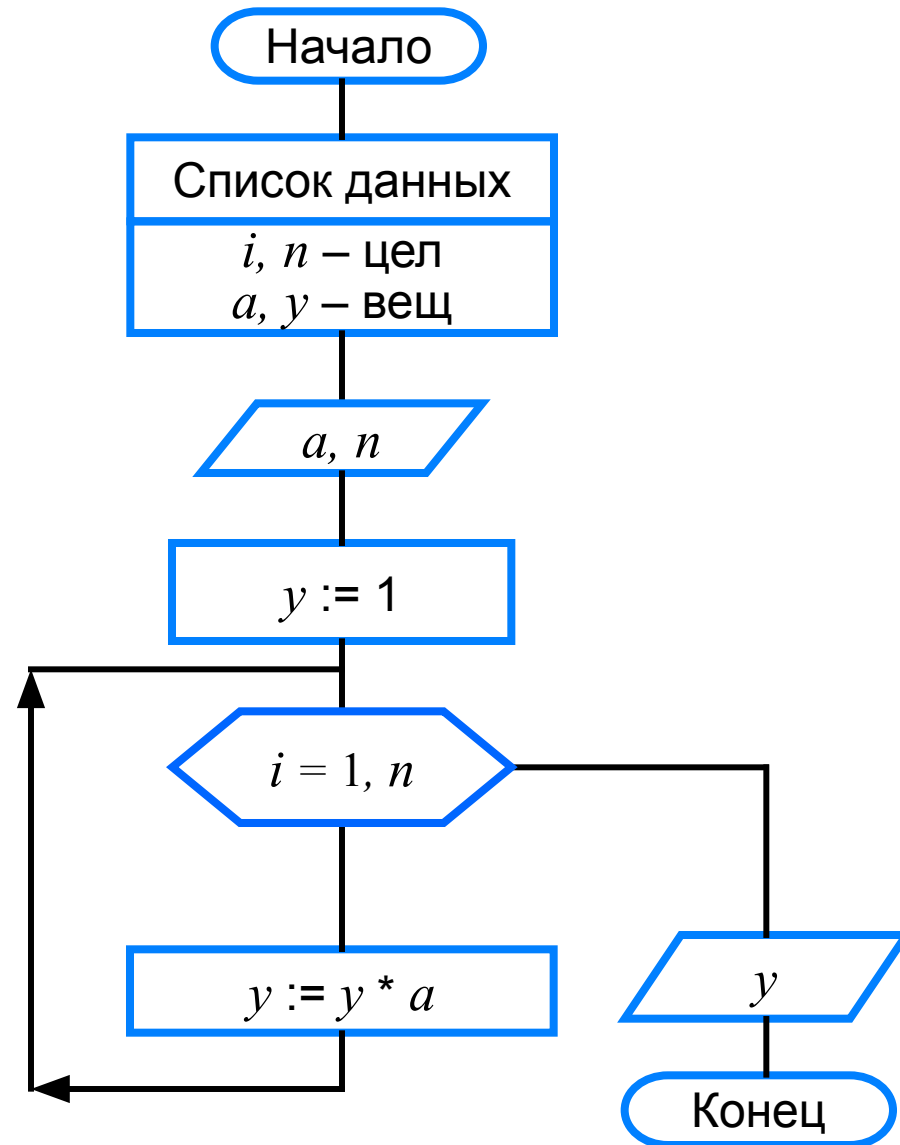 Начало
Список данных
i, n – цел
a, y – вещ
a, n
y := 1
i = 1, n
y := y * a
y
Конец